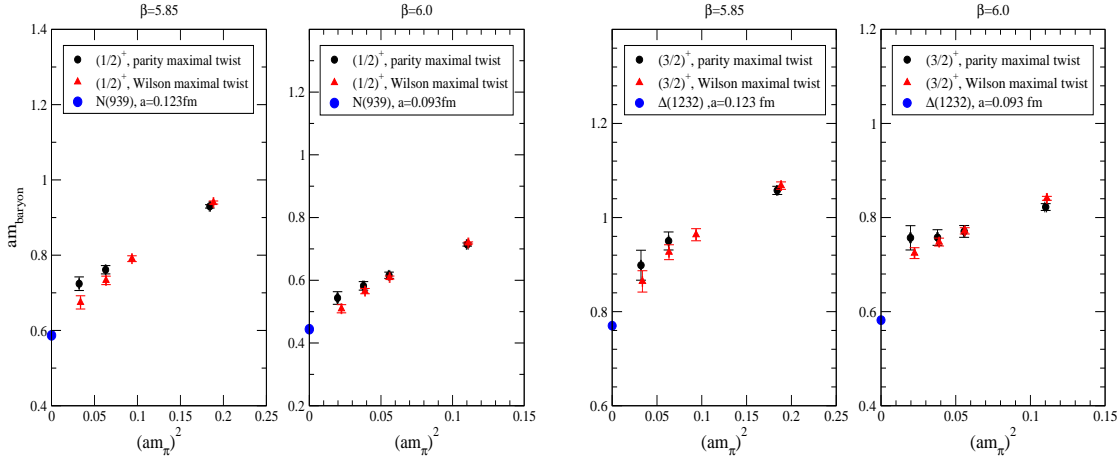 β=5.85
(1/2)⁺, parity maximal twist
(1/2)⁺, Wilson maximal twist
N(939), a=0.123fm
1.4
1.2
1
0.8
0.6
0.4
am_baryon
0
0.05
0.1
0.15
0.2
0.25
(am_π)²
β=6.0
(1/2)⁺, parity maximal twist
(1/2)⁺, Wilson maximal twist
N(939), a=0.093fm
1.4
1.2
1
0.8
0.6
0.4
0.2
0
0.05
0.1
0.15
(am_π)²
β=5.85
(3/2)⁺, parity maximal twist
(3/2)⁺, Wilson maximal twist
Δ(1232) ,a=0.123 fm
1.2
1
0.8
0.6
0
0.05
0.1
0.15
0.2
0.25
(am_π)²
β=6.0
(3/2)⁺, parity maximal twist
(3/2)⁺, Wilson maximal twist
Δ(1232), a=0.093 fm
1.2
1
0.8
0.6
0.4
0
0.05
0.1
0.15
(am_π)²